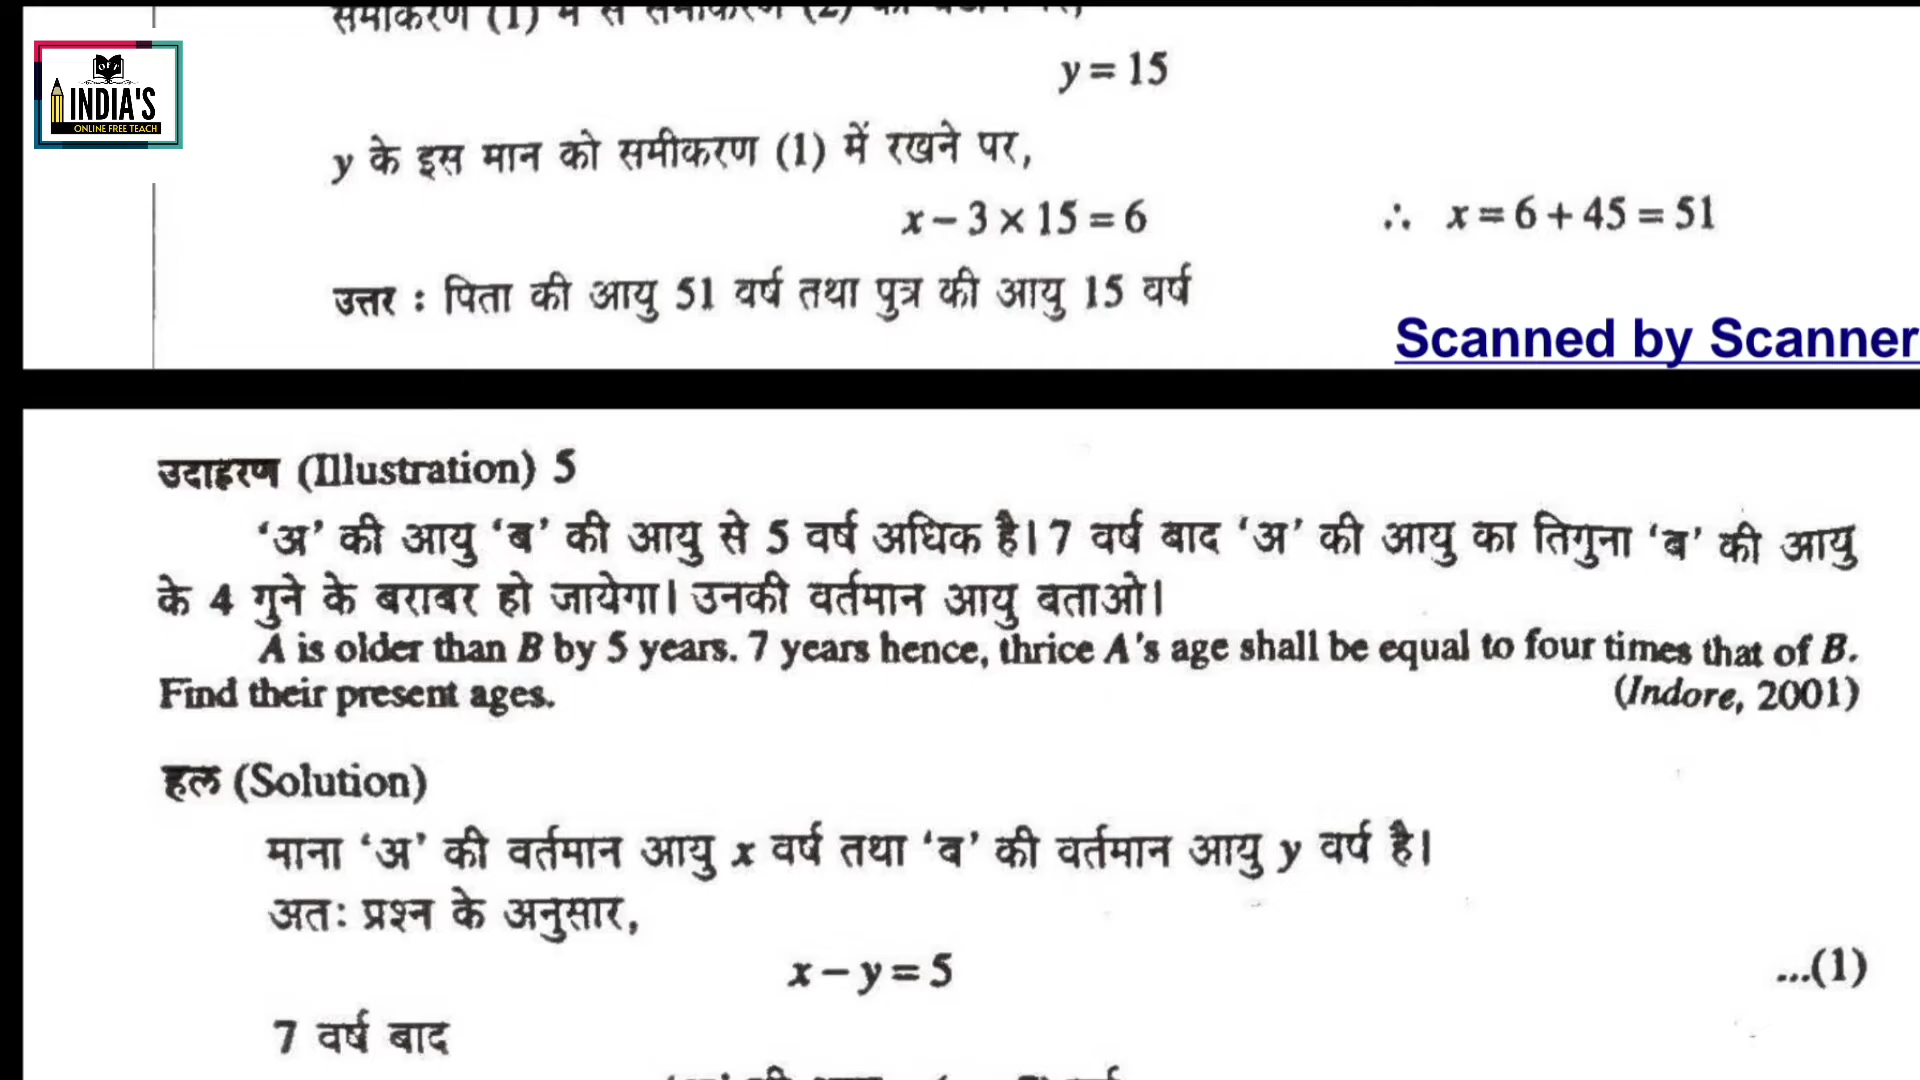 समीकरण (1) में से समीकरण (2) को घटाने पर,
y = 15
INDIA'S
ONLINE FREE TEACH
y के इस मान को समीकरण (1) में रखने पर,
x − 3 × 15 = 6 ∴ x = 6 + 45 = 51
उत्तर : पिता की आयु 51 वर्ष तथा पुत्र की आयु 15 वर्ष
Scanned by Scanner
उदाहरण (Illustration) 5
‘अ’ की आयु ‘ब’ की आयु से 5 वर्ष अधिक है। 7 वर्ष बाद ‘अ’ की आयु का तिगुना ‘ब’ की आयु
के 4 गुने के बराबर हो जायेगा। उनकी वर्तमान आयु बताओ।
A is older than B by 5 years. 7 years hence, thrice A's age shall be equal to four times that of B.
Find their present ages. (Indore, 2001)
हल (Solution)
माना ‘अ’ की वर्तमान आयु x वर्ष तथा ‘ब’ की वर्तमान आयु y वर्ष है।
अतः प्रश्न के अनुसार,
x − y = 5 ...(1)
7 वर्ष बाद